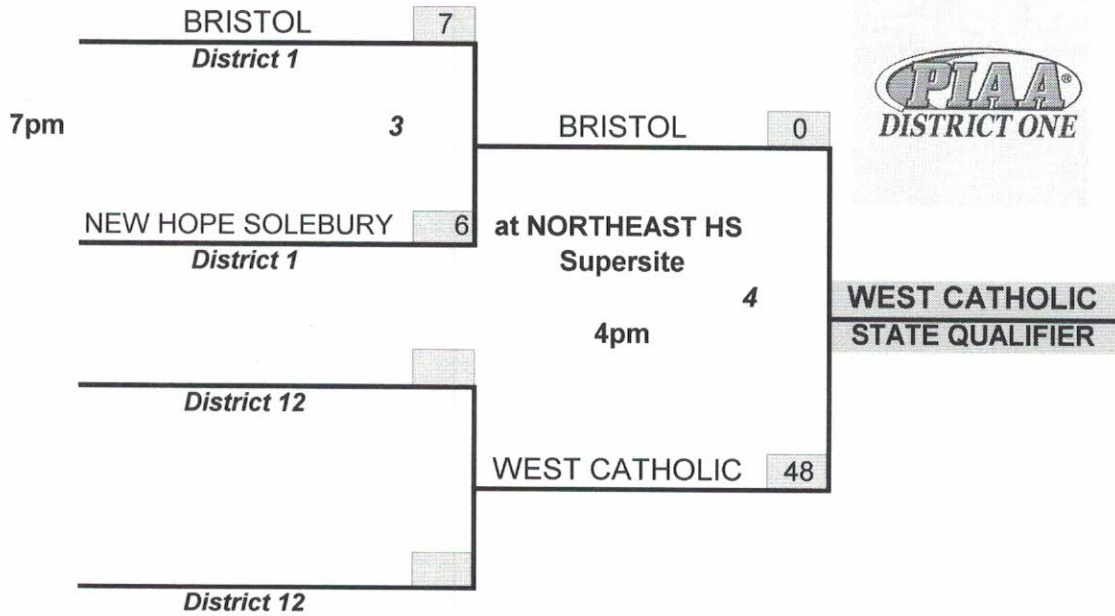 BRISTOL 7
District 1
PIAA®
DISTRICT ONE
7pm
3
BRISTOL 0
NEW HOPE SOLEBURY 6
District 1
at NORTHEAST HS
Supersite
4
4pm
WEST CATHOLIC
STATE QUALIFIER
District 12
WEST CATHOLIC 48
District 12